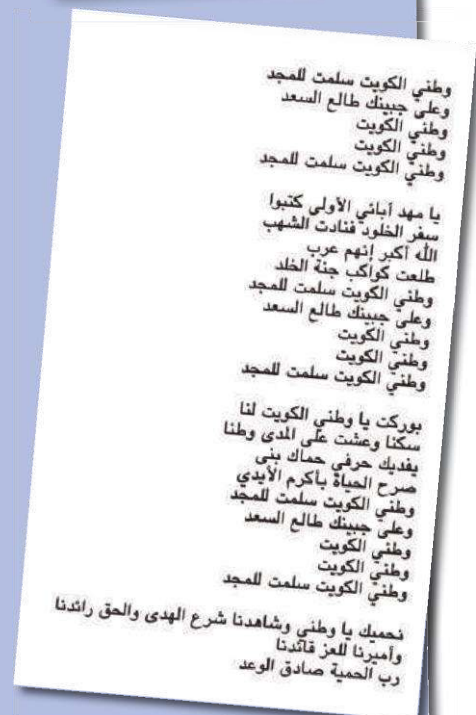 وطني الكويت سلمت للمجد
وعلى جبينك طالع السعد
وطني الكويت
وطني الكويت
وطني الكويت سلمت للمجد
يا مهد آبائي الأولى كتبوا
سفر الخلود فنادت الشهب
الله أكبر إنهم عرب
طلعت كواكب جنة الخلد
وطني الكويت سلمت للمجد
وعلى جبينك طالع السعد
وطني الكويت
وطني الكويت
وطني الكويت سلمت للمجد
بوركت يا وطني الكويت لنا
سكنا وعشت على المدى وطنا
يفديك حرفي حماك بنى
صرح الحياة بأكرم الأيدي
وطني الكويت سلمت للمجد
وعلى جبينك طالع السعد
وطني الكويت
وطني الكويت
وطني الكويت سلمت للمجد
نحميك يا وطني وشاهدنا شرع الهدى والحق رائدنا
وأميرنا للعز قائدنا
رب الحمية صادق الوعد